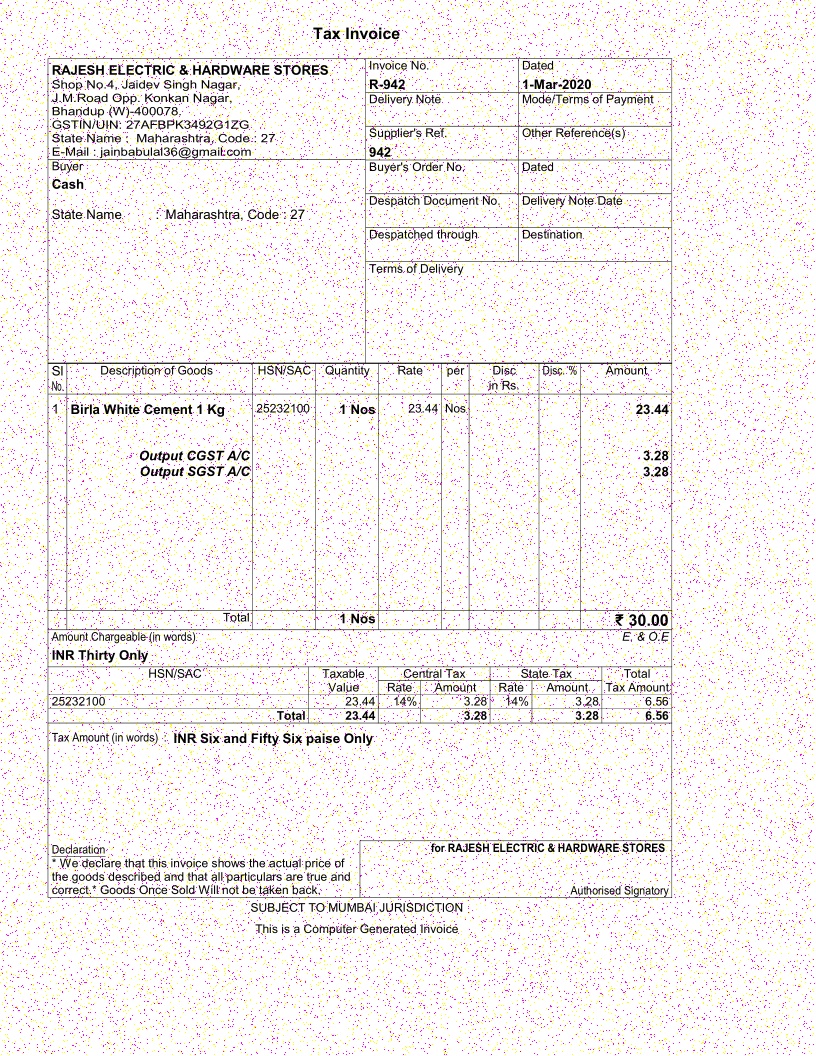 Tax Invoice
RAJESH ELECTRIC & HARDWARE STORES
Shop No.4, Jaidev Singh Nagar,
J.M.Road Opp. Konkan Nagar,
Bhandup (W)-400078.
GSTIN/UIN: 27AFBPK3492G1ZG
State Name : Maharashtra, Code : 27
E-Mail : jainbabulal36@gmail.com
Invoice No. Dated
R-942 1-Mar-2020
Delivery Note Mode/Terms of Payment
Supplier's Ref. Other Reference(s)
942
Buyer
Cash
State Name : Maharashtra, Code : 27
Buyer's Order No. Dated
Despatch Document No. Delivery Note Date
Despatched through Destination
Terms of Delivery
Sl No. Description of Goods HSN/SAC Quantity Rate per Disc. in Rs. Disc. % Amount
1 Birla White Cement 1 Kg 25232100 1 Nos 23.44 Nos 23.44
Output CGST A/C 3.28
Output SGST A/C 3.28
Total 1 Nos ₹ 30.00
Amount Chargeable (in words) E. & O.E
INR Thirty Only
HSN/SAC Taxable Value Central Tax State Tax Total Tax Amount
Rate Amount Rate Amount
25232100 23.44 14% 3.28 14% 3.28 6.56
Total 23.44 3.28 3.28 6.56
Tax Amount (in words) INR Six and Fifty Six paise Only
Declaration
* We declare that this invoice shows the actual price of
the goods described and that all particulars are true and
correct.* Goods Once Sold Will not be taken back.
for RAJESH ELECTRIC & HARDWARE STORES
Authorised Signatory
SUBJECT TO MUMBAI JURISDICTION
This is a Computer Generated Invoice